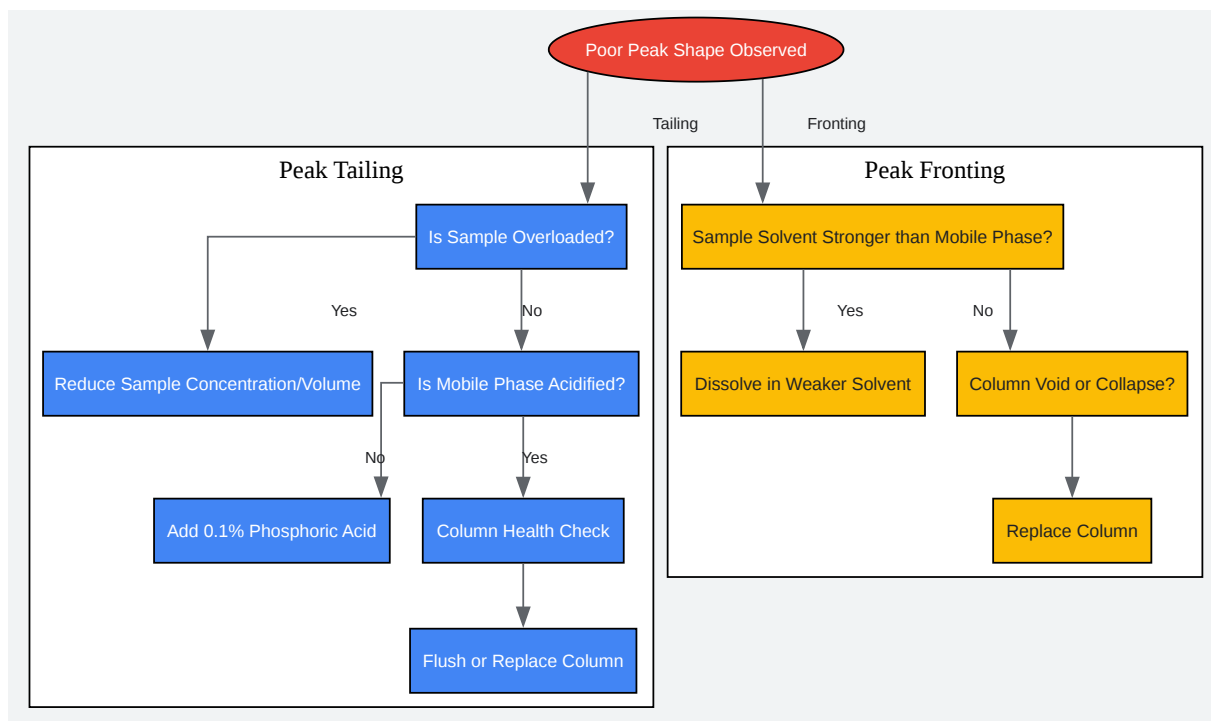 Poor Peak Shape Observed
Tailing
Fronting
Peak Tailing
Peak Fronting
Is Sample Overloaded?
Sample Solvent Stronger than Mobile Phase?
Yes
No
Yes
No
Reduce Sample Concentration/Volume
Is Mobile Phase Acidified?
Dissolve in Weaker Solvent
Column Void or Collapse?
No
Yes
Add 0.1% Phosphoric Acid
Column Health Check
Replace Column
Flush or Replace Column